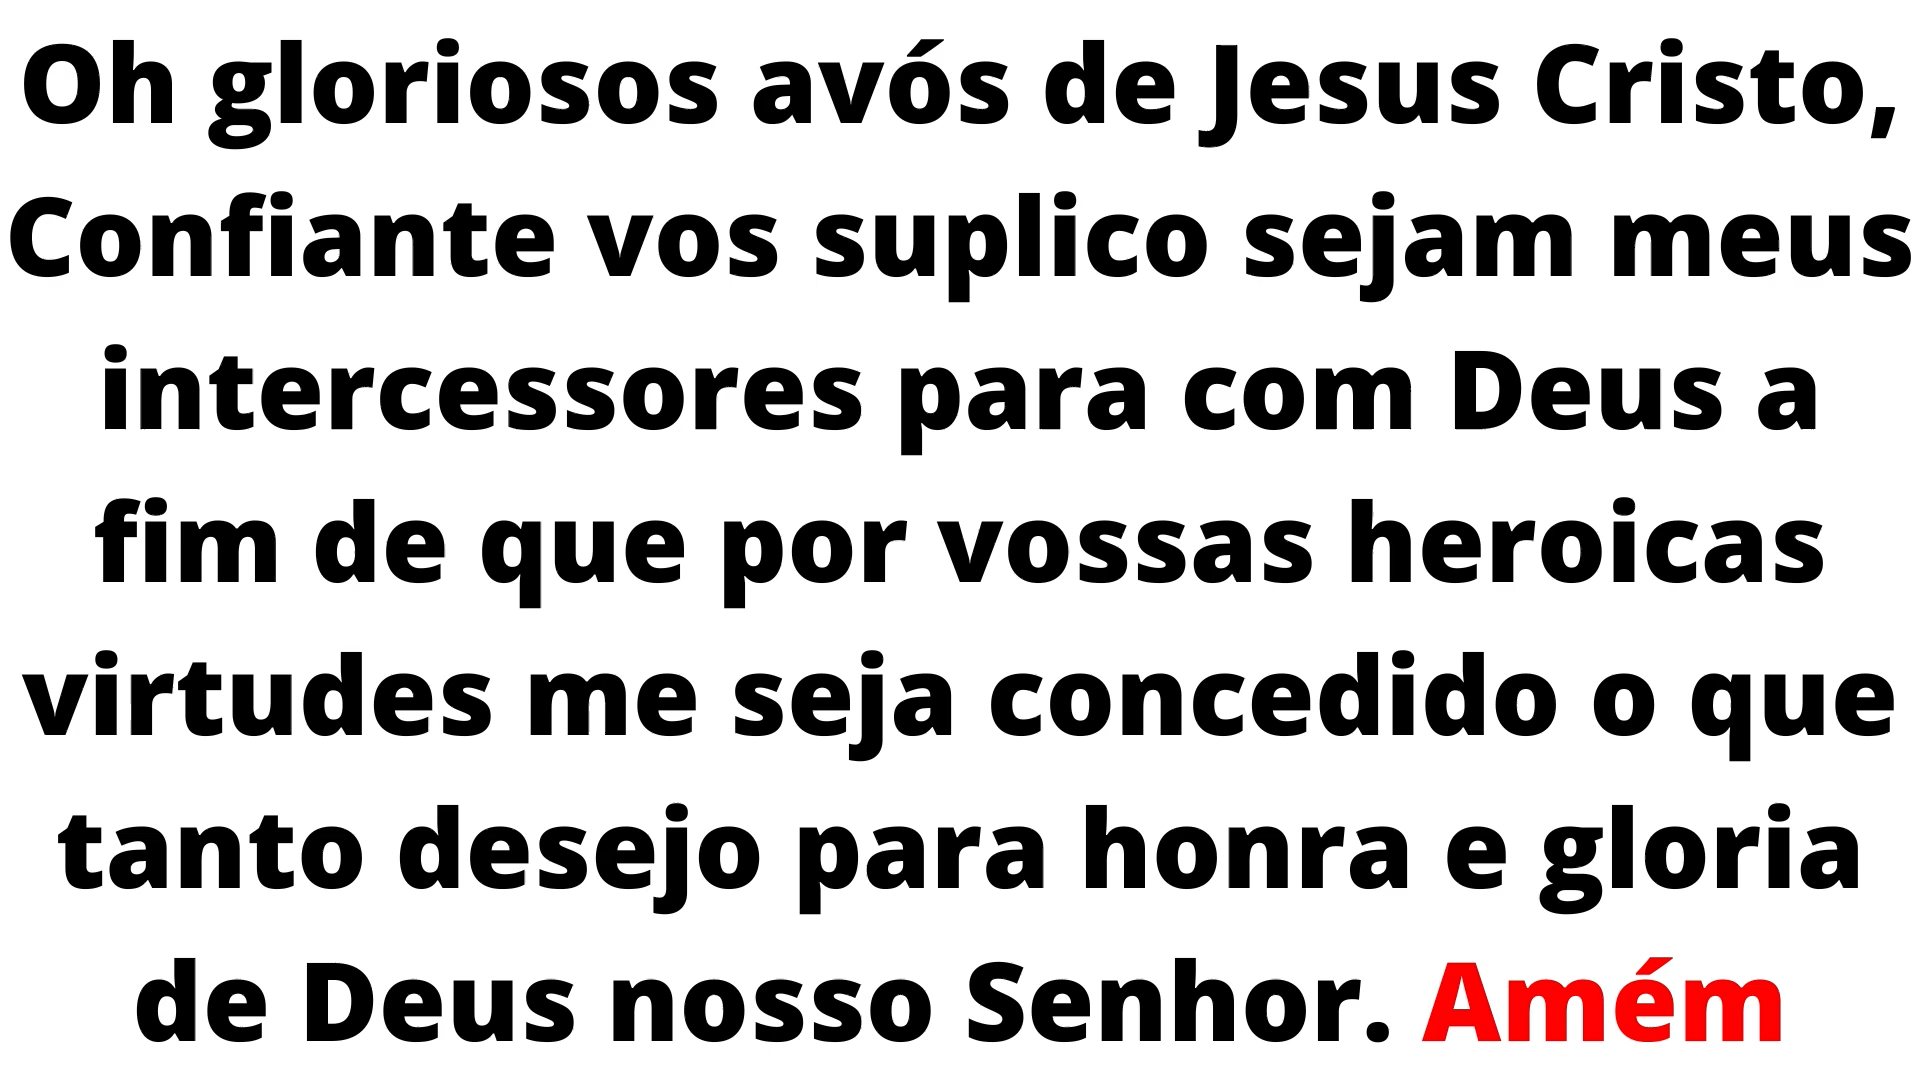 Oh gloriosos avós de Jesus Cristo,
Confiante vos suplico sejam meus
intercessores para com Deus a
fim de que por vossas heroicas
virtudes me seja concedido o que
tanto desejo para honra e gloria
de Deus nosso Senhor. Amém